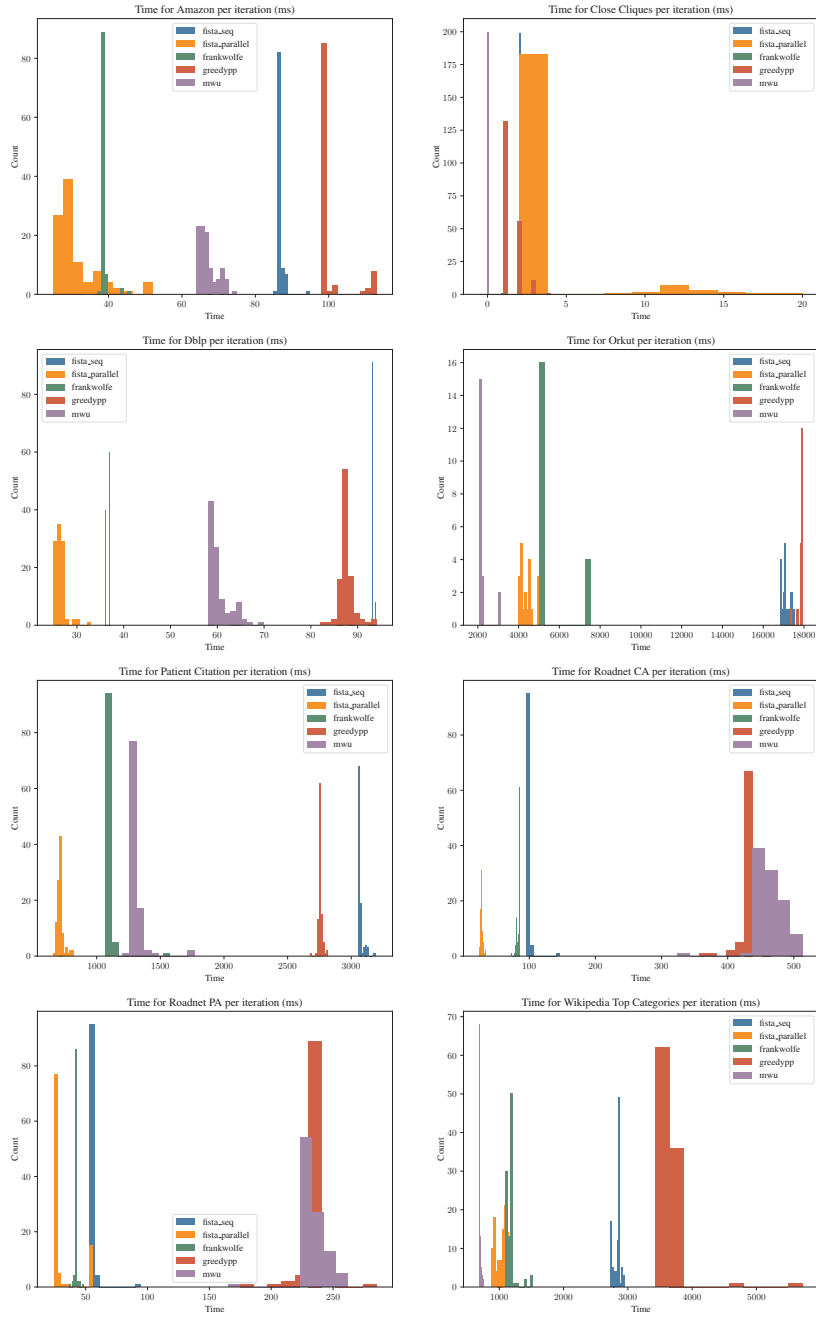 Time for Amazon per iteration (ms)
fista_seq
fista_parallel
frankwolfe
greedypp
mwu
80
60
40
20
0
Count
40
60
80
100
Time
Time for Close Cliques per iteration (ms)
fista_seq
fista_parallel
frankwolfe
greedypp
mwu
200
175
150
125
100
75
50
25
0
Count
0
5
10
15
20
Time
Time for Dblp per iteration (ms)
fista_seq
fista_parallel
frankwolfe
greedypp
mwu
80
60
40
20
0
Count
30
40
50
60
70
80
90
Time
Time for Orkut per iteration (ms)
fista_seq
fista_parallel
frankwolfe
greedypp
mwu
16
14
12
10
8
6
4
2
0
Count
2000
4000
6000
8000
10000
12000
14000
16000
18000
Time
Time for Patient Citation per iteration (ms)
fista_seq
fista_parallel
frankwolfe
greedypp
mwu
80
60
40
20
0
Count
1000
1500
2000
2500
3000
Time
Time for Roadnet CA per iteration (ms)
fista_seq
fista_parallel
frankwolfe
greedypp
mwu
80
60
40
20
0
Count
0
100
200
300
400
500
Time
Time for Roadnet PA per iteration (ms)
fista_seq
fista_parallel
frankwolfe
greedypp
mwu
80
60
40
20
0
Count
50
100
150
200
250
Time
Time for Wikipedia Top Categories per iteration (ms)
fista_seq
fista_parallel
frankwolfe
greedypp
mwu
70
60
50
40
30
20
10
0
Count
1000
2000
3000
4000
5000
Time